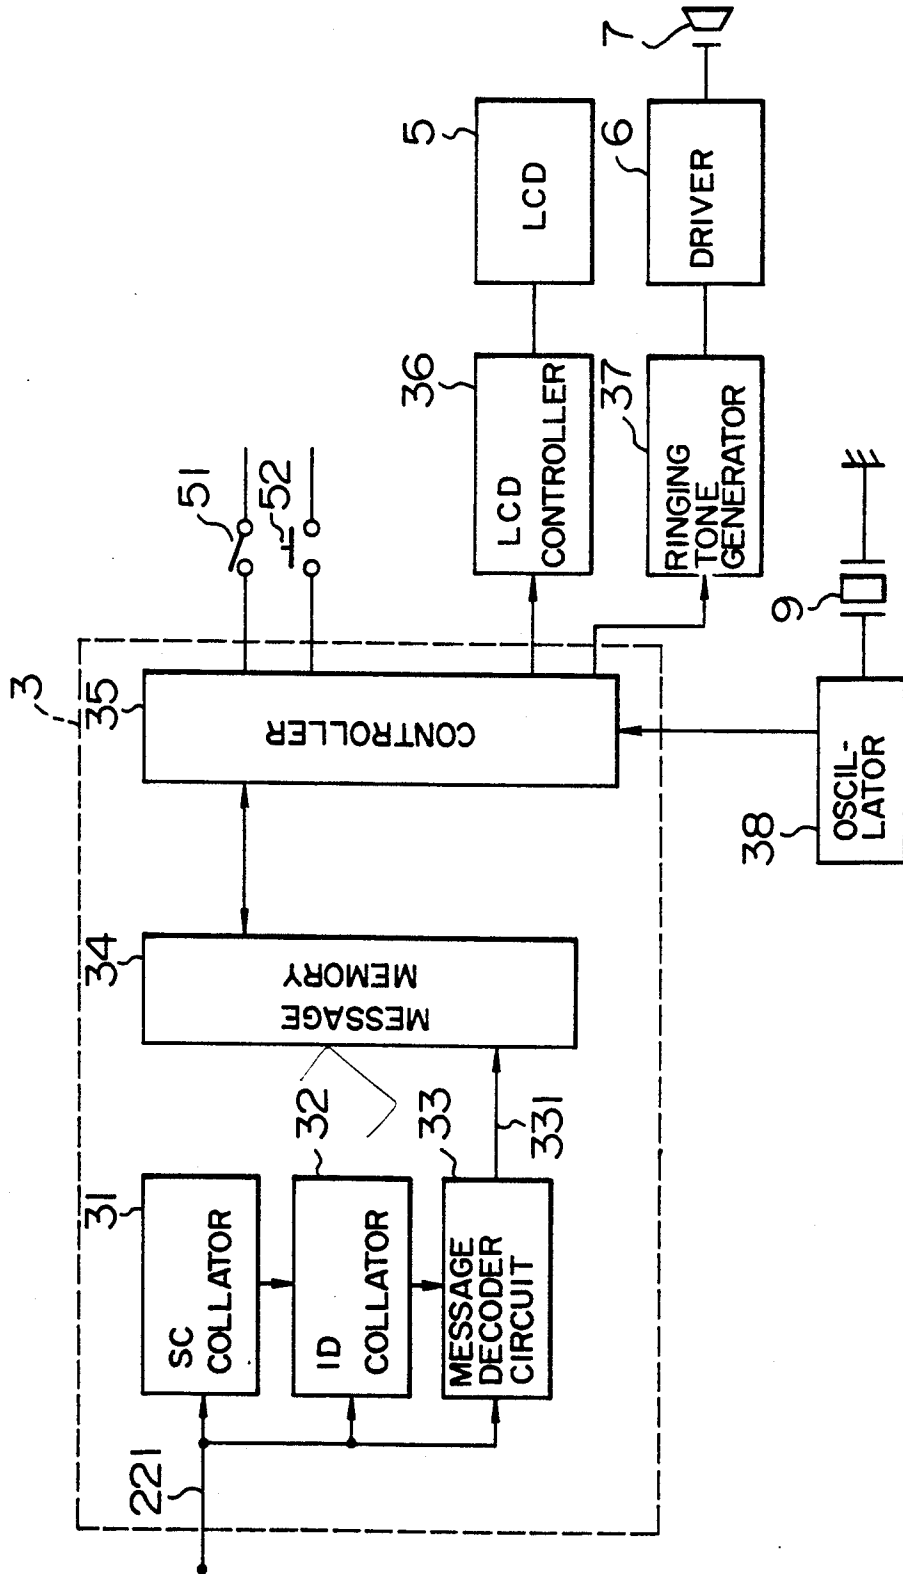 3
221
31
SC
COLLATOR
32
ID
COLLATOR
33
MESSAGE
DECODER
CIRCUIT
331
34
MESSAGE
MEMORY
35
CONTROLLER
51
52
36
LCD
CONTROLLER
5
LCD
37
RINGING
TONE
GENERATOR
6
DRIVER
7
38
OSCIL-
LATOR
9